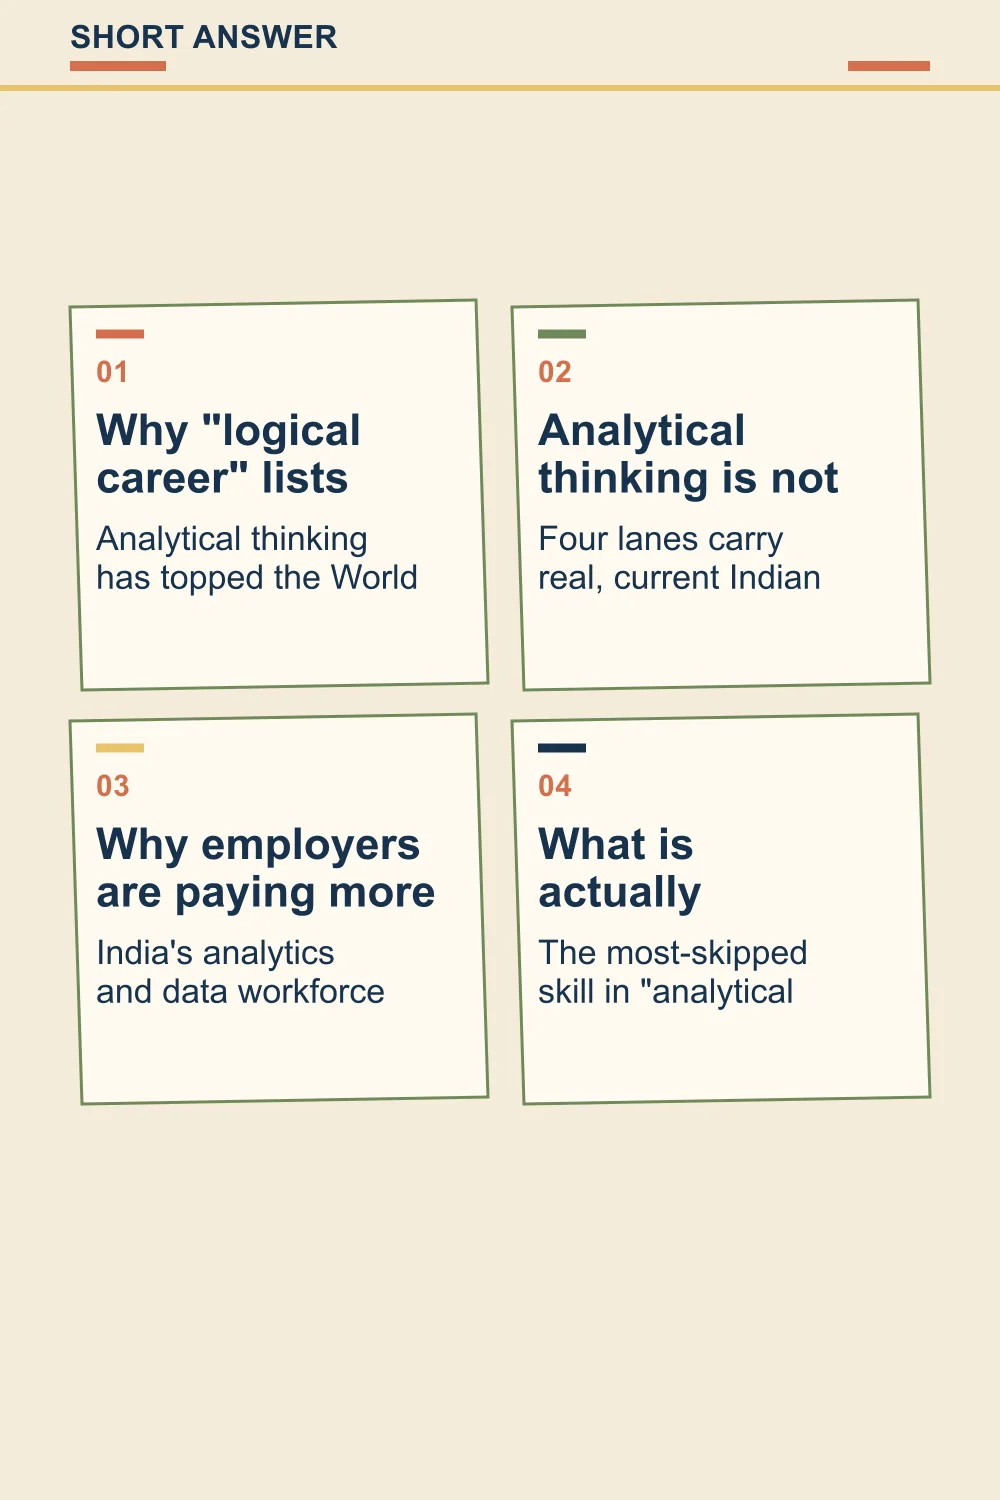 SHORT ANSWER
01
Why "logical
career" lists
Analytical thinking
has topped the World
02
Analytical
thinking is not
Four lanes carry
real, current Indian
03
Why employers
are paying more
India's analytics
and data workforce
04
What is
actually
The most-skipped
skill in "analytical